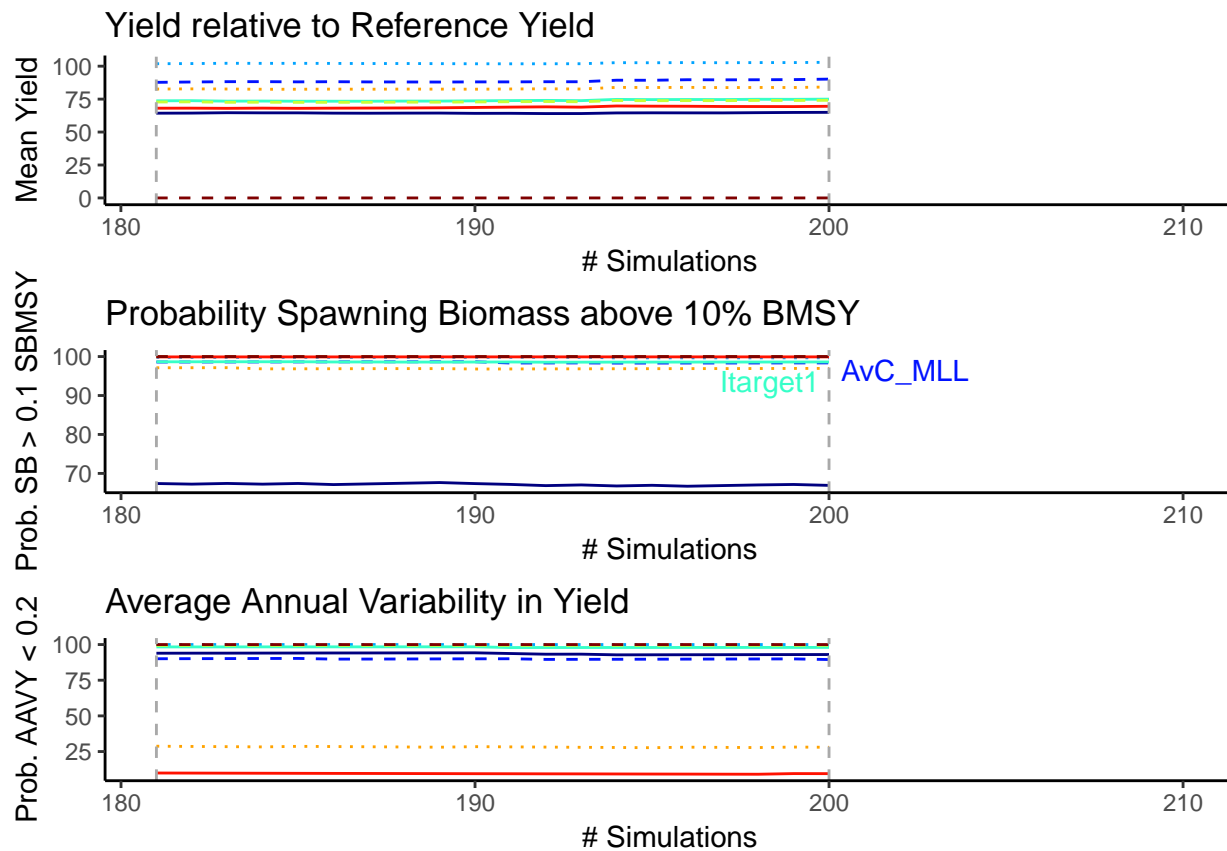 Yield relative to Reference Yield
Mean Yield
100
75
50
25
0
180
190
200
210
# Simulations
Probability Spawning Biomass above 10% BMSY
Prob. SB > 0.1 SBMSY
100
90
80
70
Itarget1
AvC_MLL
180
190
200
210
# Simulations
Average Annual Variability in Yield
Prob. AAVY < 0.2
100
75
50
25
180
190
200
210
# Simulations